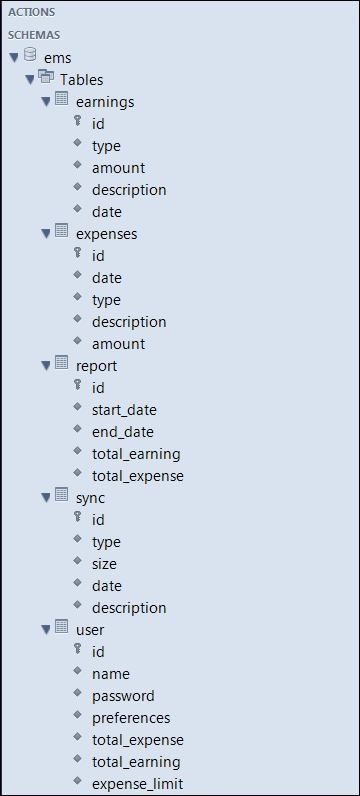 ACTIONS
SCHEMAS
ems
Tables
earnings
id
type
amount
description
date
expenses
id
date
type
description
amount
report
id
start_date
end_date
total_earning
total_expense
sync
id
type
size
date
description
user
id
name
password
preferences
total_expense
total_earning
expense_limit